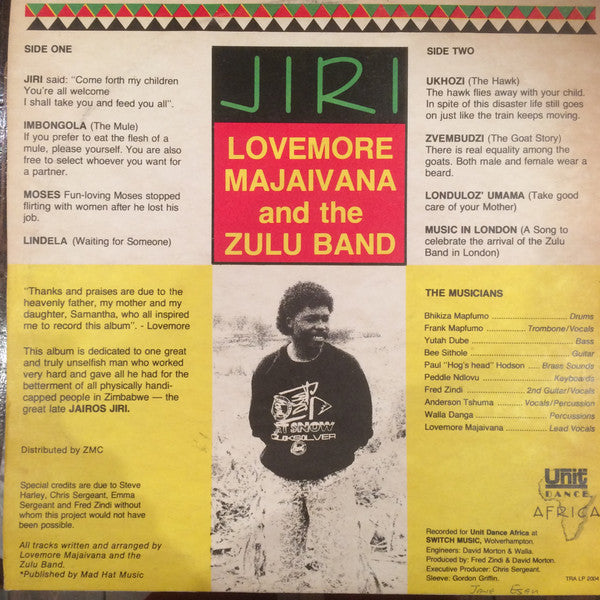 SIDE ONE
JIRI said: "Come forth my children
You're all welcome
I shall take you and feed you all".
IMBONGOLA (The Mule)
If you prefer to eat the flesh of a
mule, please yourself. You are also
free to select whoever you want for
a partner.
MOSES Fun-loving Moses stopped
flirting with women after he lost his
job.
LINDELA (Waiting for Someone)
JIRI
LOVEMORE
MAJAIVANA
and the
ZULU BAND
SIDE TWO
UKHOZI (The Hawk)
The hawk flies away with your child.
In spite of this disaster life still goes
on just like the train keeps moving.
ZVEMBUDZI (The Goat Story)
There is real equality among the
goats. Both male and female wear a
beard.
LONDULOZ' UMAMA (Take good
care of your Mother)
MUSIC IN LONDON (A Song to
celebrate the arrival of the Zulu
Band in London)
"Thanks and praises are due to the
heavenly father, my mother and my
daughter, Samantha, who all inspired
me to record this album". - Lovemore
This album is dedicated to one great
and truly unselfish man who worked
very hard and gave all he had for the
betterment of all physically handi-
capped people in Zimbabwe — the
great late JAIROS JIRI.
Distributed by ZMC
Special credits are due to Steve
Harley, Chris Sergeant, Emma
Sergeant and Fred Zindi without
whom this project would not have
been possible.
All tracks written and arranged by
Lovemore Majaivana and the
Zulu Band.
*Published by Mad Hat Music
SNOW
QUIKSILVER
THE MUSICIANS
Bhikiza Mapfumo Drums
Frank Mapfumo Trombone/Vocals
Yutah Dube Bass
Bee Sithole Guitar
Paul "Hog's head" Hodson Brass Sounds
Peddie Ndlovu Keyboards
Fred Zindi 2nd Guitar/Vocals
Anderson Tshuma Vocals/Percussion
Walla Danga Percussions
Lovemore Majaivana Lead Vocals
Unit
DANCE
AFRICA
Recorded for Unit Dance Africa at
SWITCH MUSIC, Wolverhampton.
Engineers: David Morton & Walla.
Produced by: Fred Zindi & David Morton.
Executive Producer: Chris Sergeant.
Sleeve: Gordon Griffin.
TRA LP 2004